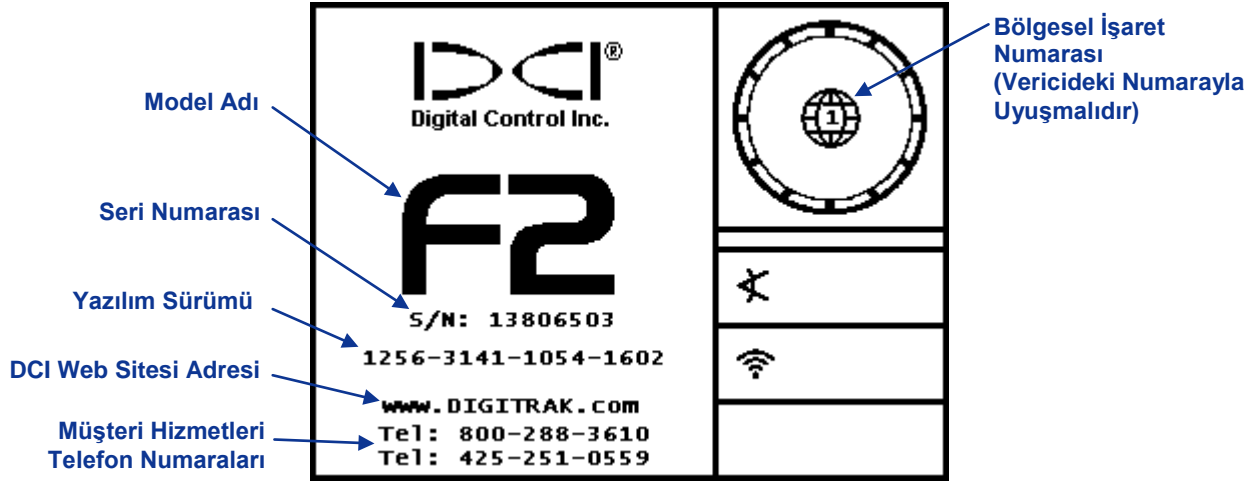 Model Adı
Seri Numarası
Yazılım Sürümü
DCI Web Sitesi Adresi
Müşteri Hizmetleri
Telefon Numaraları
DCI®
Digital Control Inc.
F2
S/N: 13806503
1256-3141-1054-1602
www.DIGITRAK.com
Tel: 800-288-3610
Tel: 425-251-0559
1
Bölgesel İşaret
Numarası
(Vericideki Numarayla
Uyuşmalıdır)